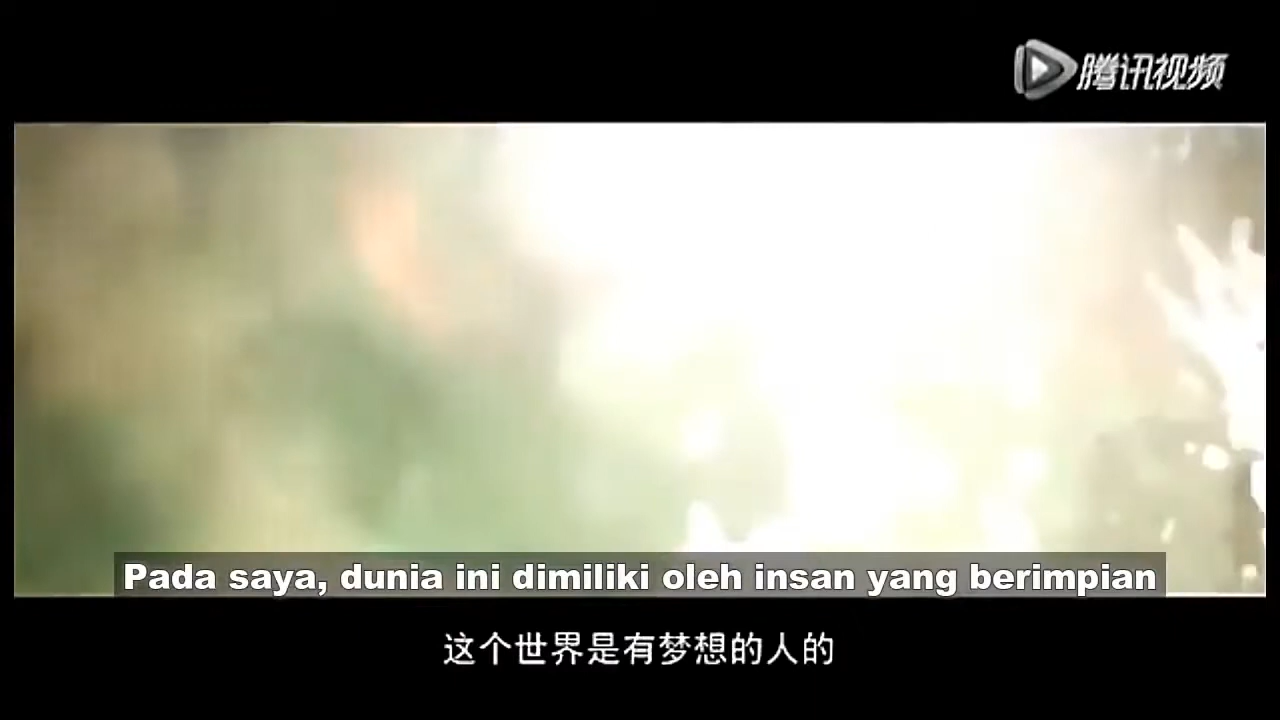 腾讯视频
Pada saya, dunia ini dimiliki oleh insan yang berimpian
这个世界是有梦想的人的